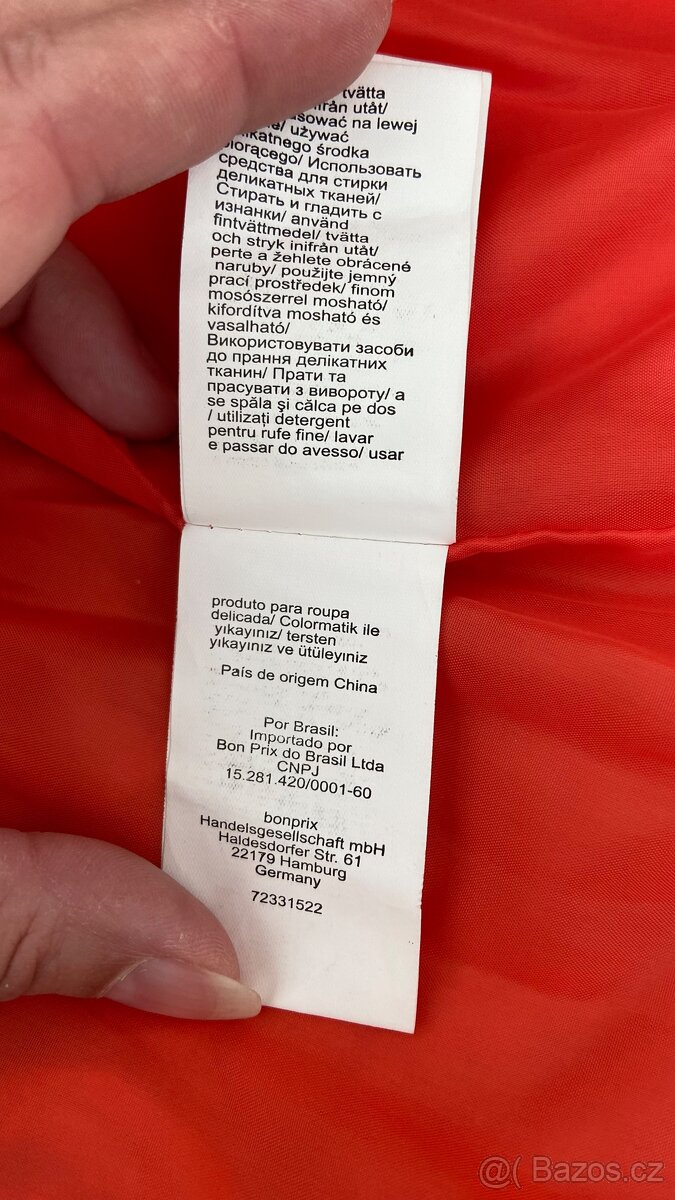 tvätta
inifrån utåt/
prasować na lewej
używać
delikatnego środka
piorącego/ Использовать
средства для стирки
деликатных тканей/
Стирать и гладить с
изнанки/ använd
fintvättmedel/ tvätta
och stryk inifrån utåt/
perte a žehlete obráceně
naruby/ použijte jemný
prací prostředek/ finom
mosószerrel mosható/
kifordítva mosható és
vasalható/
Використовувати засоби
до прання делікатних
тканин/ Прати та
прасувати з вивороту/ a
se spăla şi călca pe dos
/ utilizaţi detergent
pentru rufe fine/ lavar
e passar do avesso/ usar
produto para roupa
delicada/ Colormatik ile
yıkayınız/ tersten
yıkayınız ve ütüleyiniz
País de origem China
Por Brasil:
Importado por
Bon Prix do Brasil Ltda
CNPJ
15.281.420/0001-60
bonprix
Handelsgesellschaft mbH
Haldesdorfer Str. 61
22179 Hamburg
Germany
72331522
@( Bazos.cz